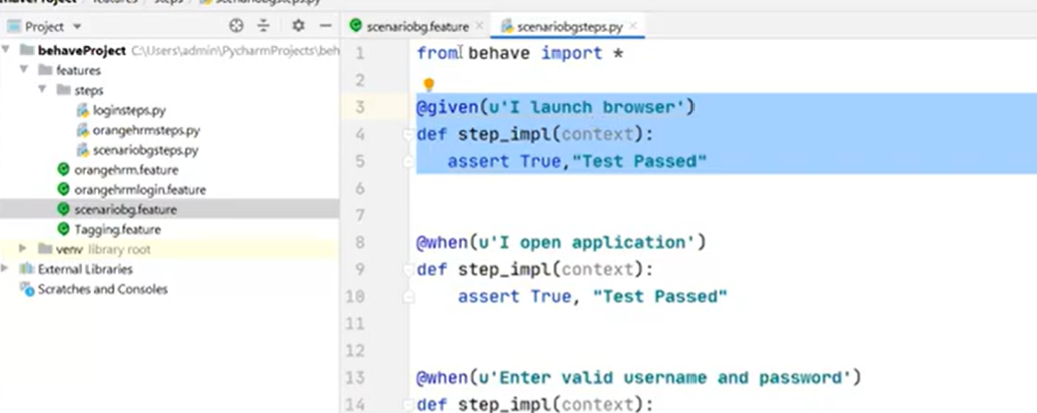 features
steps
scenariobgsteps.py
Project
scenariobg.feature
scenariobgsteps.py
behaveProject C:\Users\admin\PycharmProjects\beh
features
steps
loginsteps.py
orangehrmsteps.py
scenariobgsteps.py
orangehrm.feature
orangehrmlogin.feature
scenariobg.feature
Tagging.feature
venv library root
External Libraries
Scratches and Consoles
1 from behave import *
2
3 @given(u'I launch browser')
4 def step_impl(context):
5 assert True,"Test Passed"
6
7
8 @when(u'I open application')
9 def step_impl(context):
10 assert True, "Test Passed"
11
12
13 @when(u'Enter valid username and password')
14 def step_impl(context):